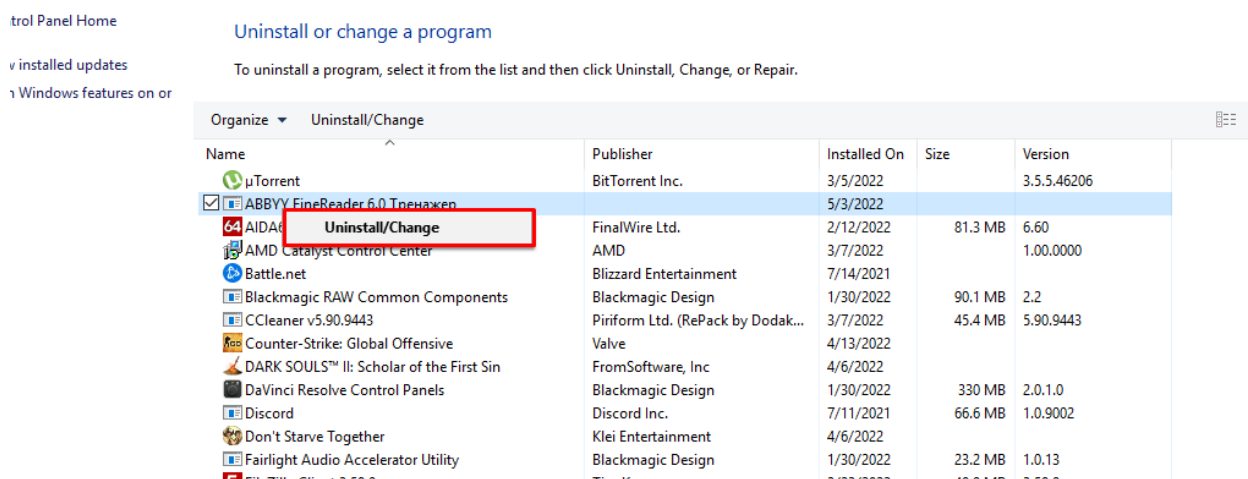 trol Panel Home
Uninstall or change a program
installed updates
To uninstall a program, select it from the list and then click Uninstall, Change, or Repair.
Windows features on or
Organize Uninstall/Change
Name Publisher Installed On Size Version
µTorrent BitTorrent Inc. 3/5/2022 3.5.5.46206
ABBYY FineReader 6.0 Тренажер 5/3/2022
AIDA6 FinalWire Ltd. 2/12/2022 81.3 MB 6.60
Uninstall/Change
AMD Catalyst Control Center AMD 3/7/2022 1.00.0000
Battle.net Blizzard Entertainment 7/14/2021
Blackmagic RAW Common Components Blackmagic Design 1/30/2022 90.1 MB 2.2
CCleaner v5.90.9443 Piriform Ltd. (RePack by Dodak... 3/7/2022 45.4 MB 5.90.9443
Counter-Strike: Global Offensive Valve 4/13/2022
DARK SOULS™ II: Scholar of the First Sin FromSoftware, Inc 4/6/2022
DaVinci Resolve Control Panels Blackmagic Design 1/30/2022 330 MB 2.0.1.0
Discord Discord Inc. 7/11/2021 66.6 MB 1.0.9002
Don't Starve Together Klei Entertainment 4/6/2022
Fairlight Audio Accelerator Utility Blackmagic Design 1/30/2022 23.2 MB 1.0.13